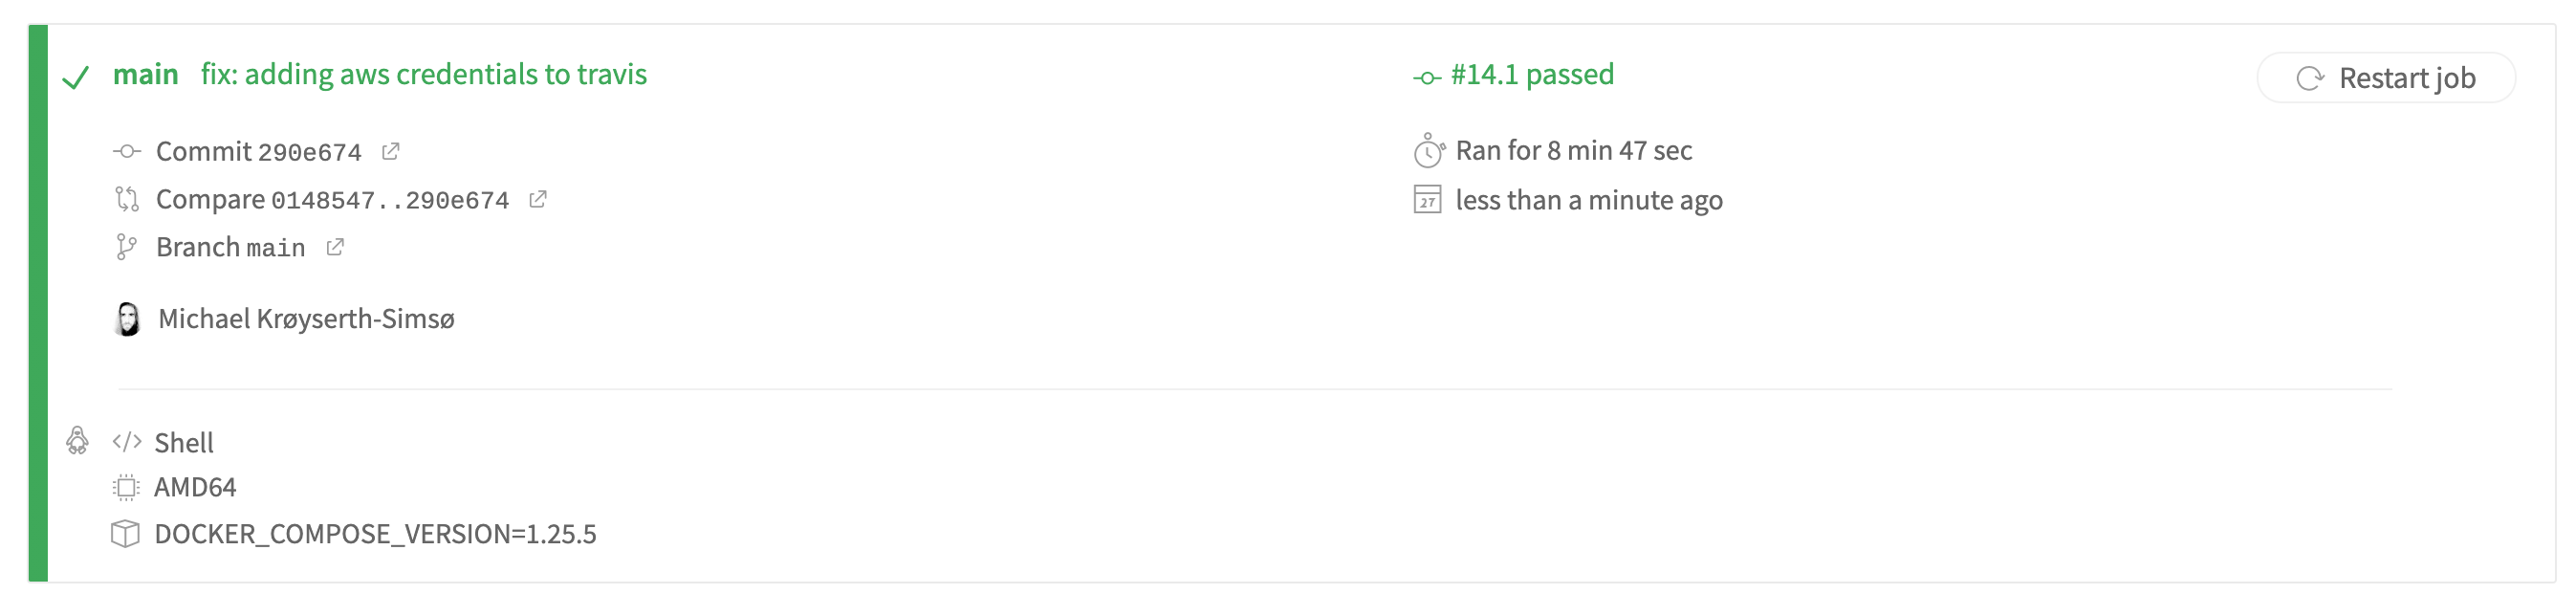 main fix: adding aws credentials to travis
#14.1 passed
Restart job
Commit 290e674
Compare 0148547..290e674
Branch main
Ran for 8 min 47 sec
27 less than a minute ago
Michael Krøyserth-Simsø
</> Shell
AMD64
DOCKER_COMPOSE_VERSION=1.25.5